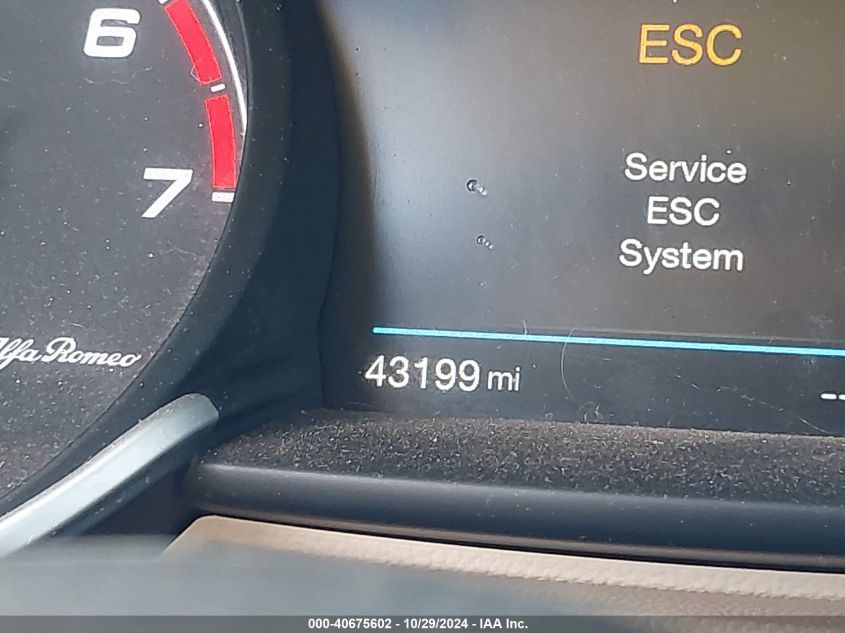 6
7
Alfa Romeo
ESC
Service
ESC
System
43199 mi
--
000-40675602 - 10/29/2024 - IAA Inc.